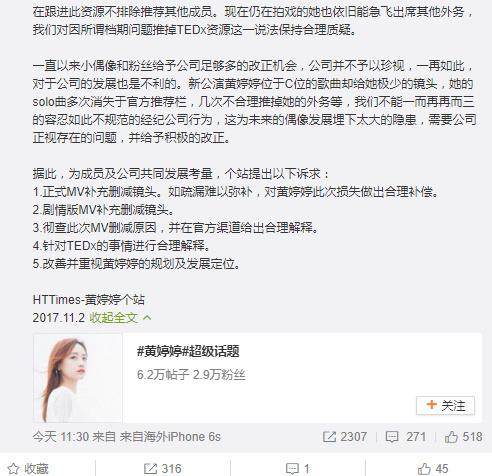 在跟进此资源不排除推荐其他成员。现在仍在拍戏的她也依旧能急飞出席其他外务，
我们对因所谓档期问题推掉TEDx资源这一说法保持合理质疑。
一直以来小偶像和粉丝给予公司足够多的改正机会，公司并不予以珍视，一再如此，
对于公司的发展也是不利的。新公演黄婷婷位于C位的歌曲却给她极少的镜头，她的
solo曲多次消失于官方推荐栏，几次不合理推掉她的外务等，我们不能一而再再而三
的容忍如此不规范的经纪公司行为，这为未来的偶像发展埋下太大的隐患，需要公司
正视存在的问题，并给予积极的改正。
据此，为成员及公司共同发展考量，个站提出以下诉求：
1.正式MV补充删减镜头。如疏漏难以弥补，对黄婷婷此次损失做出合理补偿。
2.剧情版MV补充删减镜头。
3.彻查此次MV删减原因，并在官方渠道给出合理解释。
4.针对TEDx的事情进行合理解释。
5.改善并重视黄婷婷的规划及发展定位。
HTTimes-黄婷婷个站
2017.11.2 收起全文
#黄婷婷#超级话题
6.2万帖子 2.9万粉丝
+ 关注
今天 11:30 来自 来自海外iPhone 6s 2307 271 518
收藏 316 1 45